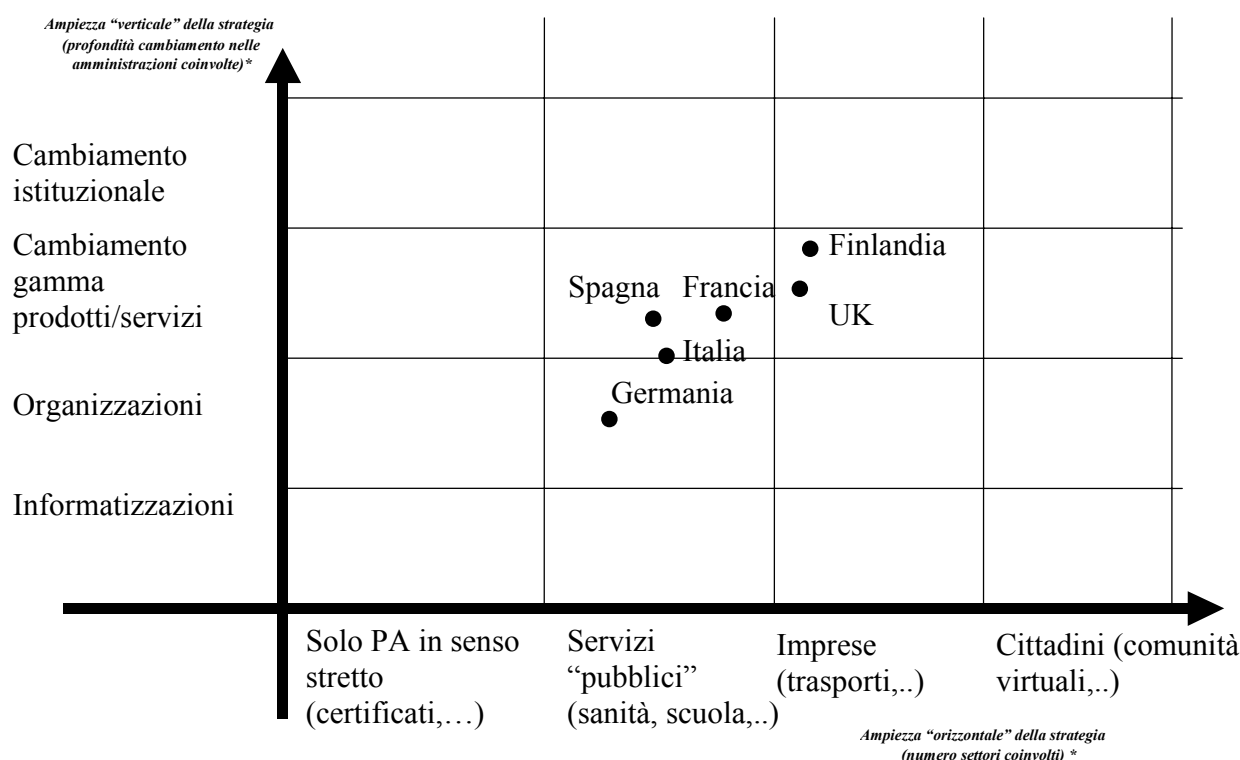 Ampiezza “verticale” della strategia
(profondità cambiamento nelle
amministrazioni coinvolte)*
Cambiamento
istituzionale
Cambiamento
gamma
prodotti/servizi
Finlandia
Spagna
Francia
UK
Italia
Germania
Organizzazioni
Informatizzazioni
Solo PA in senso
stretto
(certificati,…)
Servizi
“pubblici”
(sanità, scuola,..)
Imprese
(trasporti,..)
Cittadini (comunità
virtuali,..)
Ampiezza “orizzontale” della strategia
(numero settori coinvolti) *